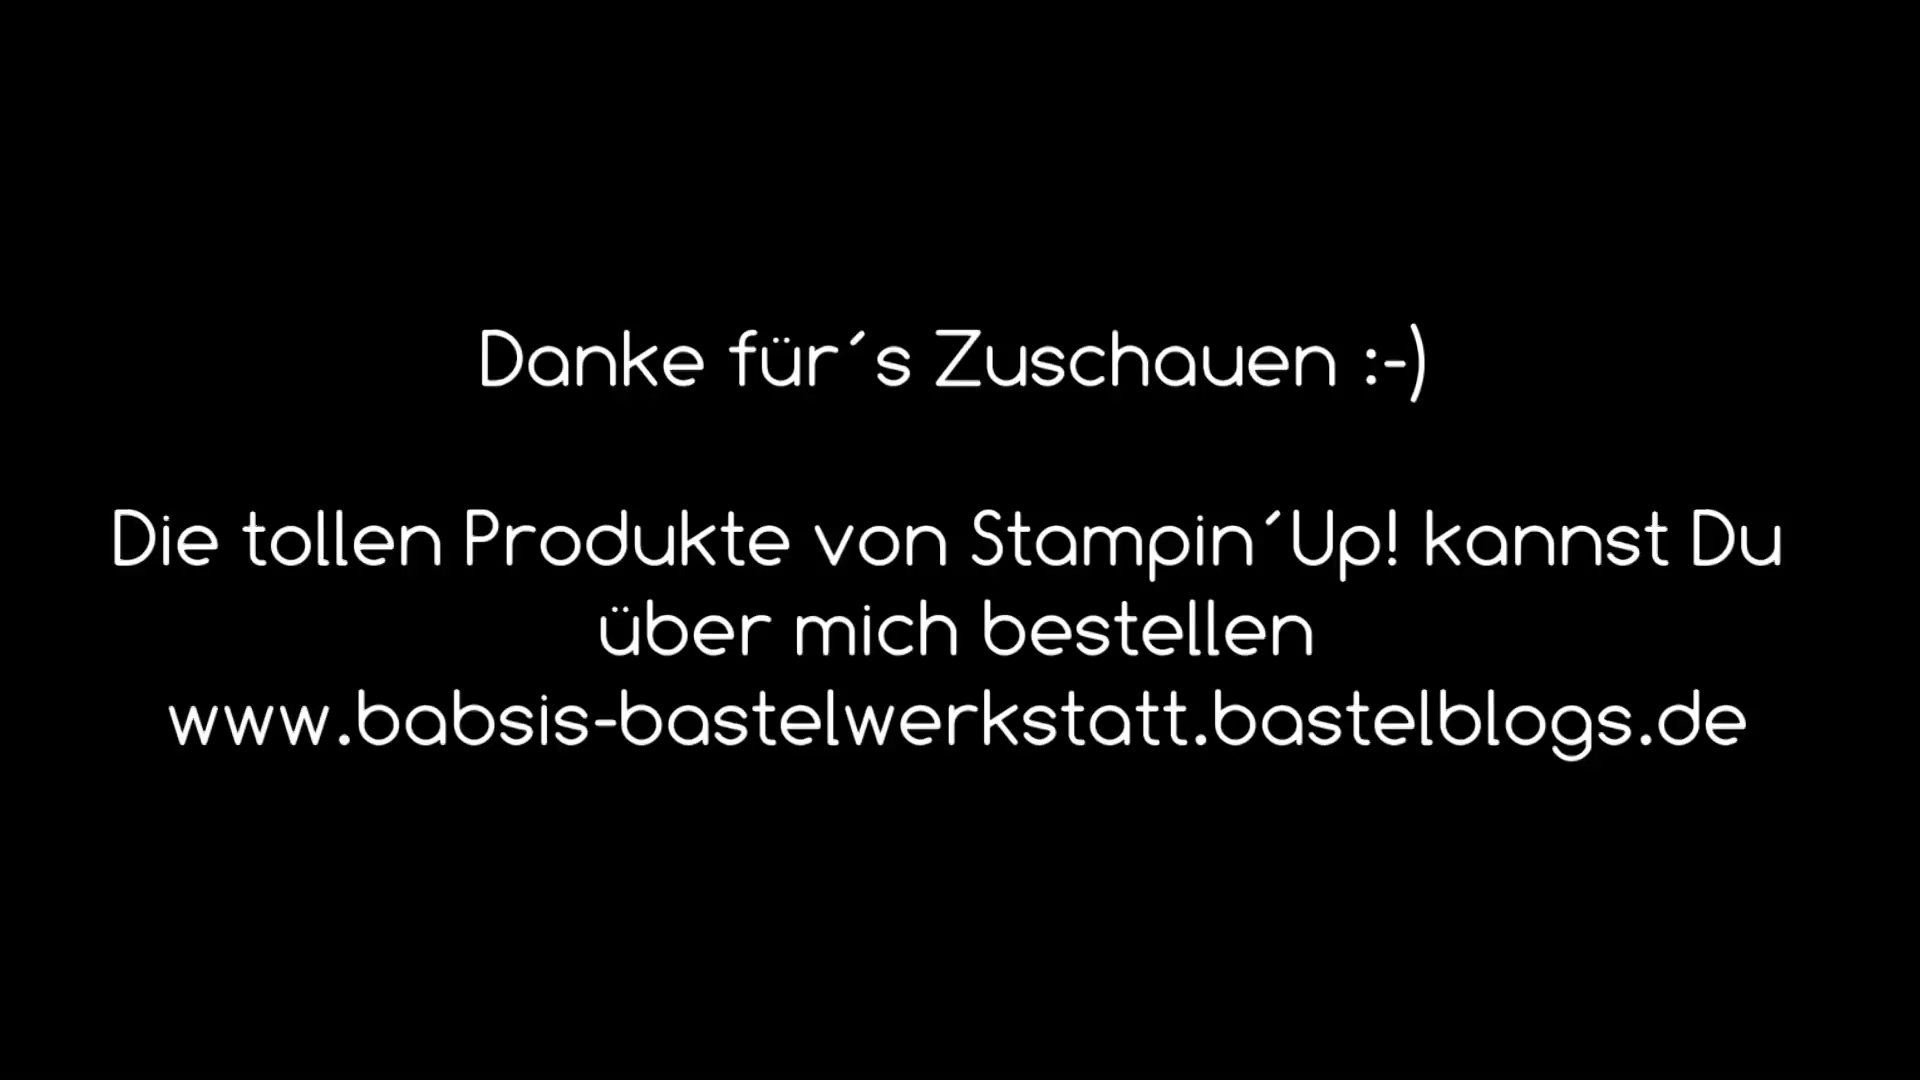 Danke für´s Zuschauen :-)
Die tollen Produkte von Stampin´Up! kannst Du
über mich bestellen
www.babsis-bastelwerkstatt.bastelblogs.de